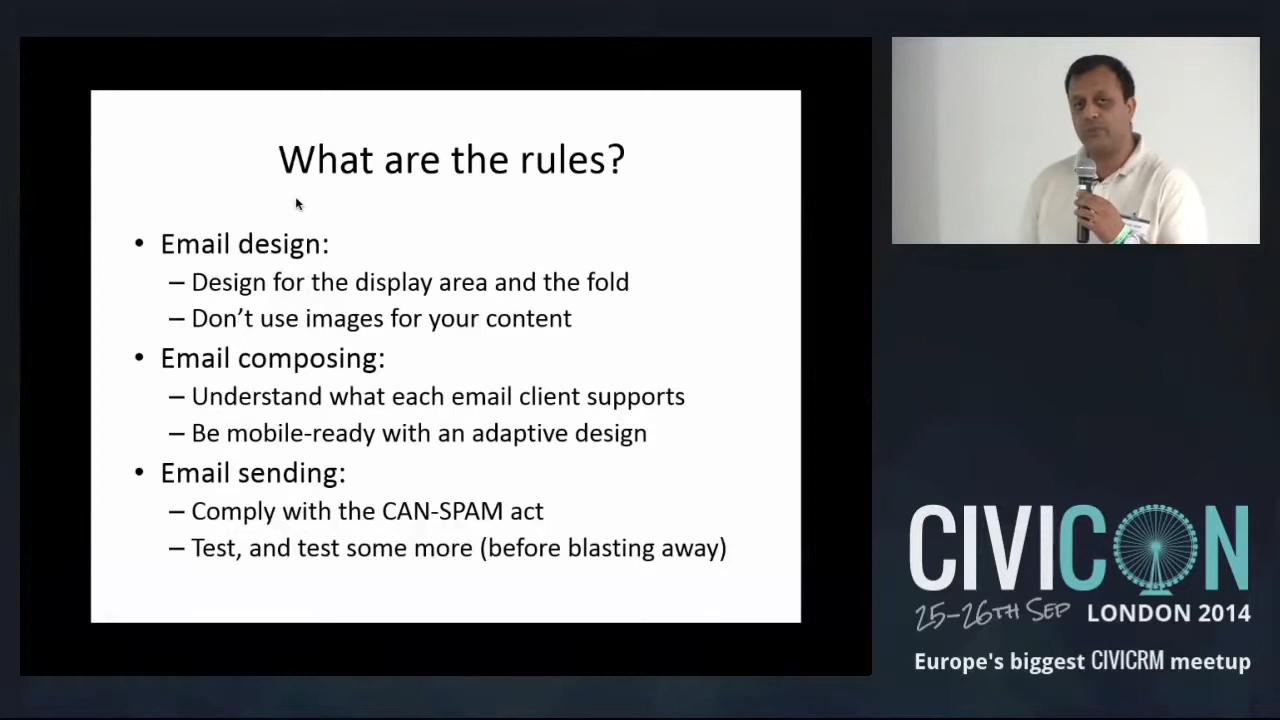 What are the rules?
• Email design:
– Design for the display area and the fold
– Don’t use images for your content
• Email composing:
– Understand what each email client supports
– Be mobile-ready with an adaptive design
• Email sending:
– Comply with the CAN-SPAM act
– Test, and test some more (before blasting away)
CIVICON
25-26TH SEP LONDON 2014
Europe's biggest CIVICRM meetup